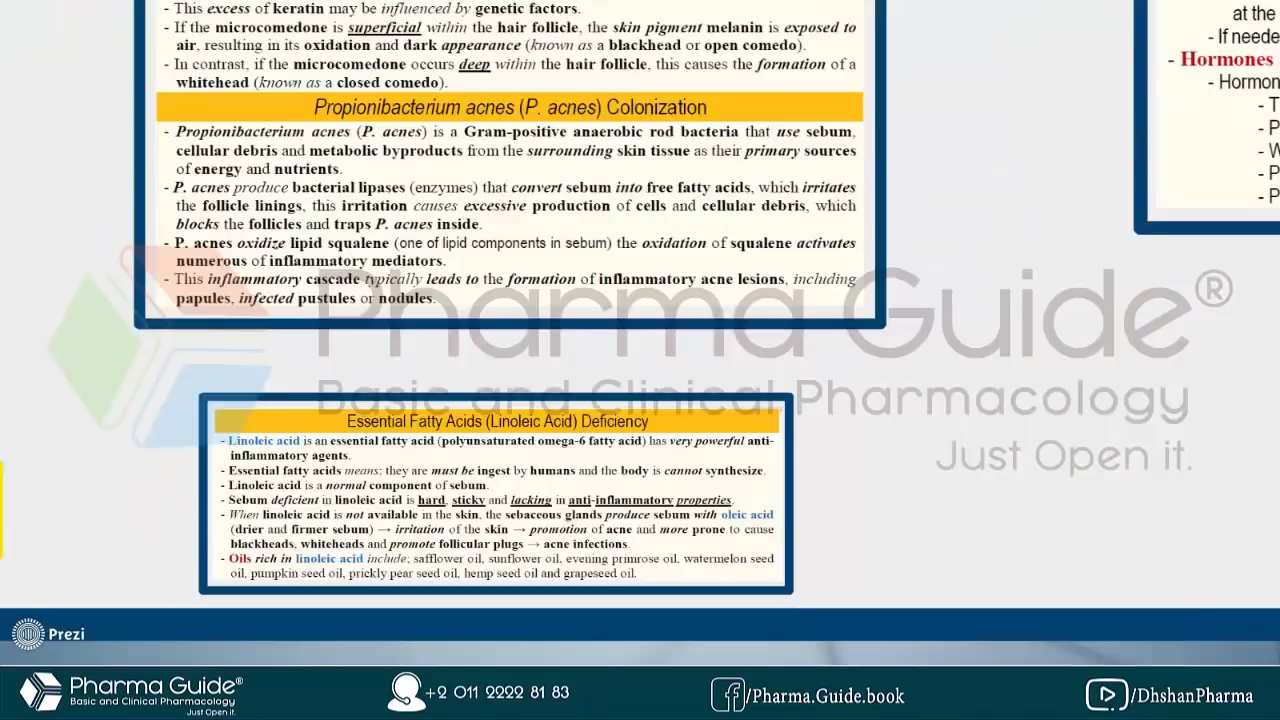 - This excess of keratin may be influenced by genetic factors.
- If the microcomedone is superficial within the hair follicle, the skin pigment melanin is exposed to
air, resulting in its oxidation and dark appearance (known as a blackhead or open comedo).
- In contrast, if the microcomedone occurs deep within the hair follicle, this causes the formation of a
whitehead (known as a closed comedo).
Propionibacterium acnes (P. acnes) Colonization
- Propionibacterium acnes (P. acnes) is a Gram-positive anaerobic rod bacteria that use sebum,
cellular debris and metabolic byproducts from the surrounding skin tissue as their primary sources
of energy and nutrients.
- P. acnes produce bacterial lipases (enzymes) that convert sebum into free fatty acids, which irritates
the follicle linings, this irritation causes excessive production of cells and cellular debris, which
blocks the follicles and traps P. acnes inside.
- P. acnes oxidize lipid squalene (one of lipid components in sebum) the oxidation of squalene activates
numerous of inflammatory mediators.
- This inflammatory cascade typically leads to the formation of inflammatory acne lesions, including
papules, infected pustules or nodules.
at the
- If neede
- Hormones
- Hormon
- T
- P
- W
- P
- P
Pharma Guide®
Basic and Clinical Pharmacology
Just Open it.
Essential Fatty Acids (Linoleic Acid) Deficiency
- Linoleic acid is an essential fatty acid (polyunsaturated omega-6 fatty acid) has very powerful anti-
inflammatory agents.
- Essential fatty acids means; they are must be ingest by humans and the body is cannot synthesize.
- Linoleic acid is a normal component of sebum.
- Sebum deficient in linoleic acid is hard, sticky and lacking in anti-inflammatory properties.
- When linoleic acid is not available in the skin, the sebaceous glands produce sebum with oleic acid
(drier and firmer sebum) → irritation of the skin → promotion of acne and more prone to cause
blackheads, whiteheads and promote follicular plugs → acne infections.
- Oils rich in linoleic acid include; safflower oil, sunflower oil, evening primrose oil, watermelon seed
oil, pumpkin seed oil, prickly pear seed oil, hemp seed oil and grapeseed oil.
Prezi
Pharma Guide®
Basic and Clinical Pharmacology
Just Open it.
+2 011 2222 81 83
/Pharma.Guide.book
/DhshanPharma